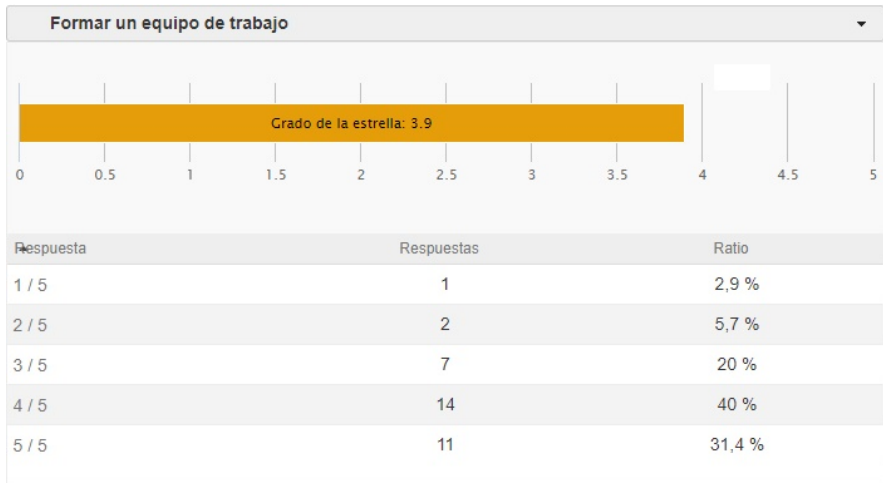 Formar un equipo de trabajo
Grado de la estrella: 3.9
0 0.5 1 1.5 2 2.5 3 3.5 4 4.5 5
Respuesta Respuestas Ratio
1 / 5 1 2,9 %
2 / 5 2 5,7 %
3 / 5 7 20 %
4 / 5 14 40 %
5 / 5 11 31,4 %